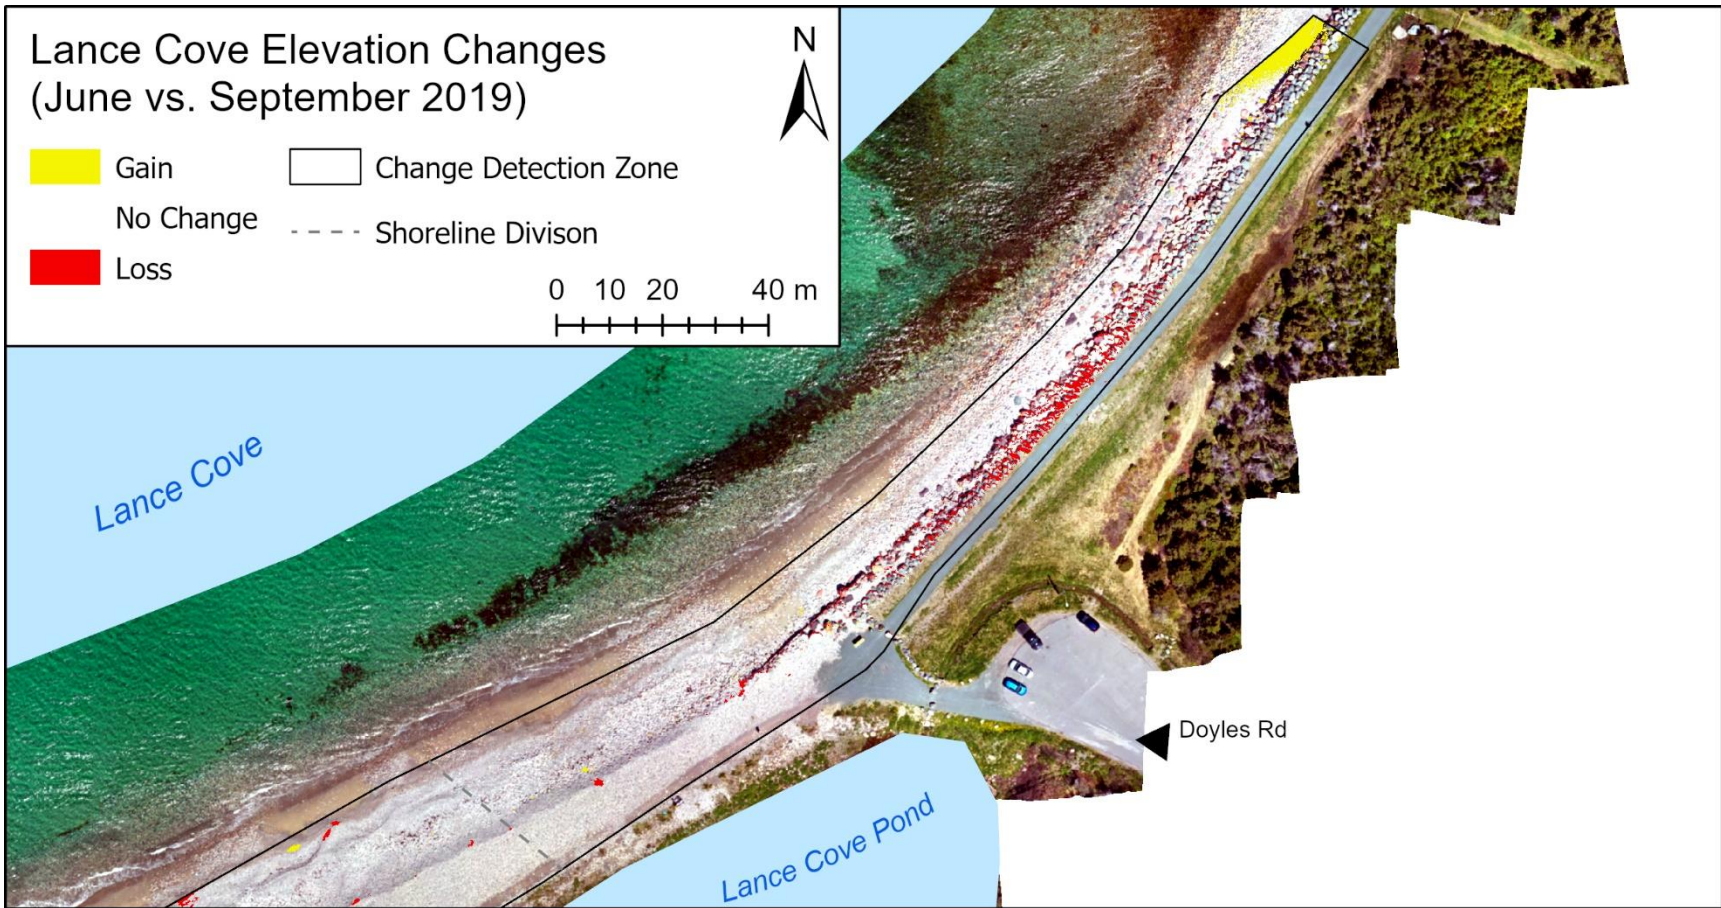 Lance Cove Elevation Changes
(June vs. September 2019)
N
Gain
Change Detection Zone
No Change
Shoreline Divison
Loss
0 10 20 40 m
Lance Cove
Doyles Rd
Lance Cove Pond